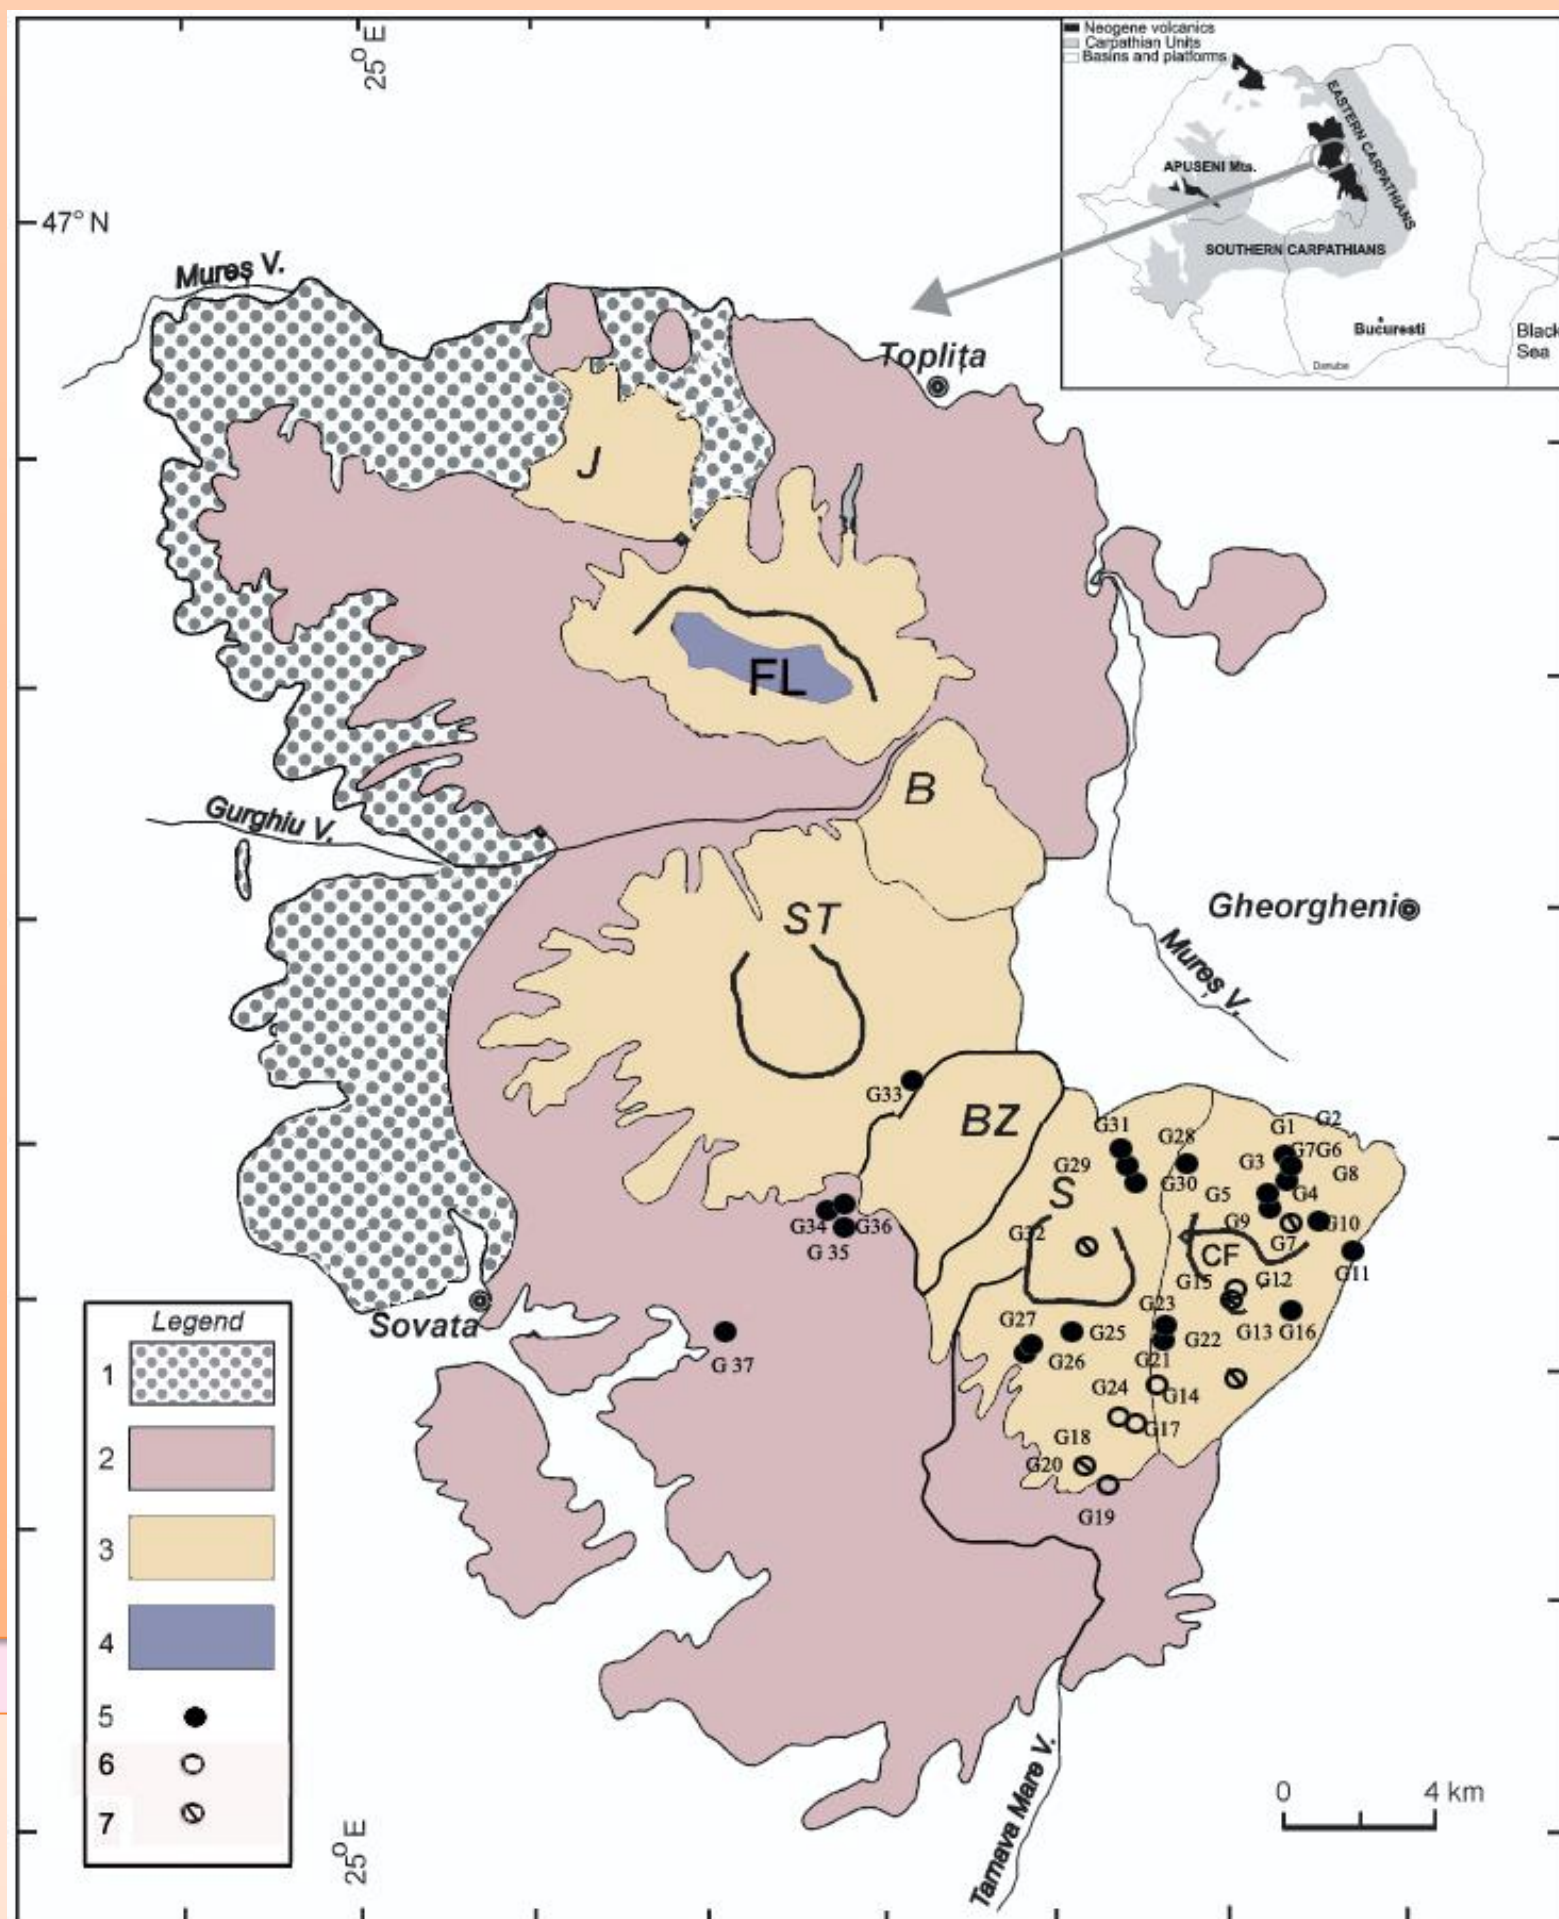 25° E
Neogene volcanics
Carpathian Units
Basins and platforms
EASTERN CARPATHIANS
APUSENI Mts.
SOUTHERN CARPATHIANS
Bucuresti
Black
Sea
Danube
47° N
Mureș V.
Toplița
J
FL
B
Gurghiu V.
ST
Gheorgheni
Mureș V.
G33
BZ
G31
G28
G1
G2
G29
G3
G7G6
G8
S
G30
G5
G4
G34
G36
G32
G9
G10
G 35
G7
CF
G11
G15
G12
Sovata
G27
G23
G25
G22
G13
G16
G 37
G26
G21
G24
G14
G17
G18
G20
G19
Legend
1
2
3
4
5
6
7
Tarnava Mare V.
0
4 km
25° E